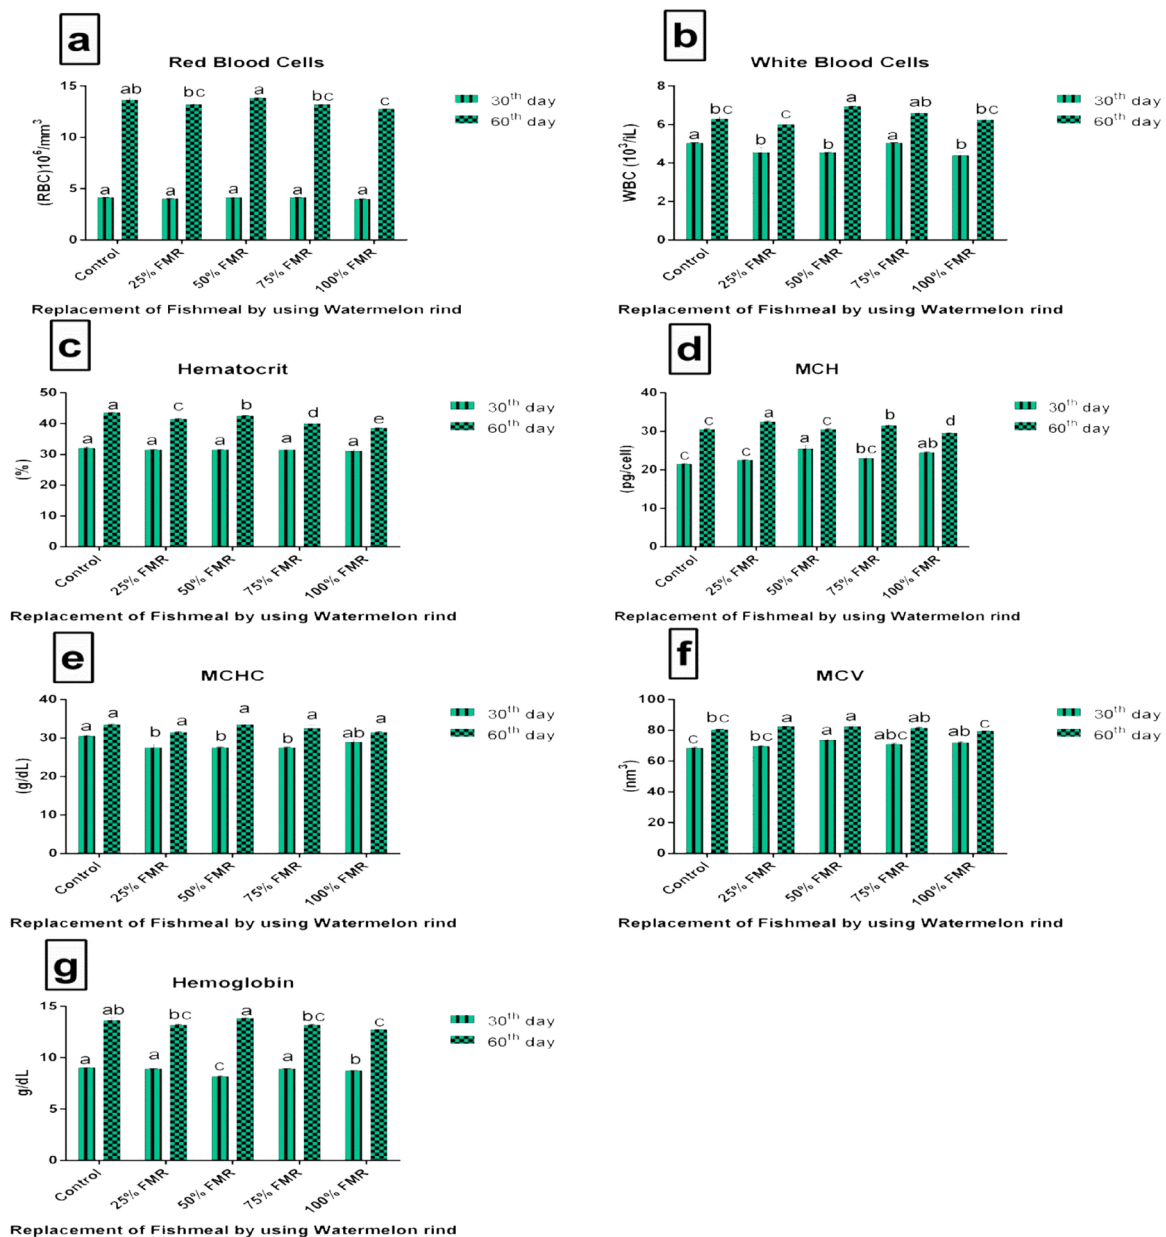 a
Red Blood Cells
(RBC)10⁶/mm³
15
10
5
0
ab
bc
a
bc
c
a
a
a
a
a
30th day
60th day
Control
25% FMR
50% FMR
75% FMR
100% FMR
Replacement of Fishmeal by using Watermelon rind
b
White Blood Cells
WBC (10³/iL)
8
6
4
2
0
a
bc
b
c
b
a
a
ab
b
bc
30th day
60th day
Control
25% FMR
50% FMR
75% FMR
100% FMR
Replacement of Fishmeal by using Watermelon rind
c
Hematocrit
(%)
50
40
30
20
10
0
a
a
a
c
a
b
a
d
a
e
30th day
60th day
Control
25% FMR
50% FMR
75% FMR
100% FMR
Replacement of Fishmeal by using Watermelon rind
d
MCH
(pg/cell)
40
30
20
10
0
c
c
c
a
a
c
bc
b
ab
d
30th day
60th day
Control
25% FMR
50% FMR
75% FMR
100% FMR
Replacement of Fishmeal by using Watermelon rind
e
MCHC
(g/dL)
40
30
20
10
0
a
a
b
a
b
a
b
a
ab
a
30th day
60th day
Control
25% FMR
50% FMR
75% FMR
100% FMR
Replacement of Fishmeal by using Watermelon rind
f
MCV
(nm³)
100
80
60
40
20
0
c
bc
bc
a
a
a
abc
ab
ab
c
30th day
60th day
Control
25% FMR
50% FMR
75% FMR
100% FMR
Replacement of Fishmeal by using Watermelon rind
g
Hemoglobin
g/dL
15
10
5
0
a
ab
a
bc
c
a
a
bc
b
c
30th day
60th day
Control
25% FMR
50% FMR
75% FMR
100% FMR
Replacement of Fishmeal by using Watermelon rind